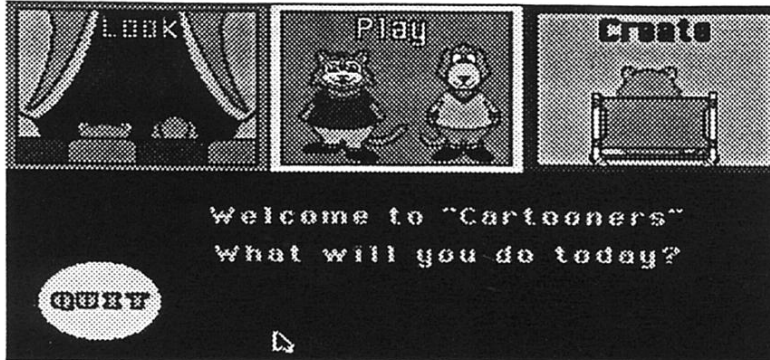 Look
Play
Create
Welcome to "Cartooners"
What will you do today?
QUIT